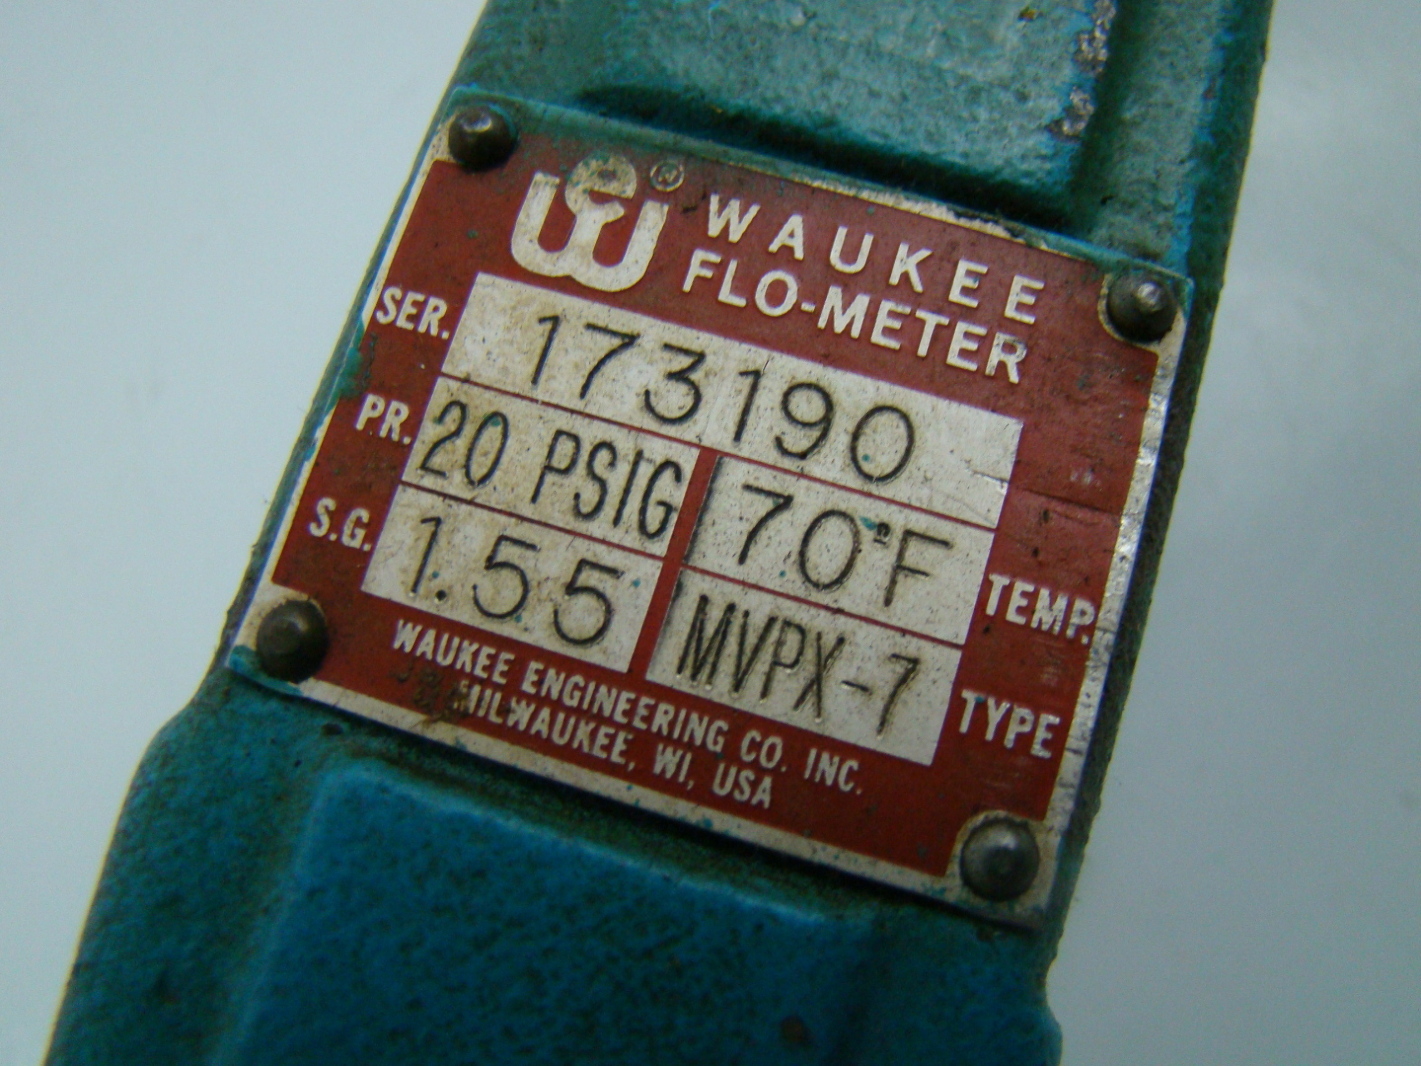 WE ® WAUKEE
FLO-METER
SER. 173190
PR. 20 PSIG 70°F TEMP.
S.G. 1.55 MVPX-7 TYPE
WAUKEE ENGINEERING CO. INC.
MILWAUKEE, WI, USA